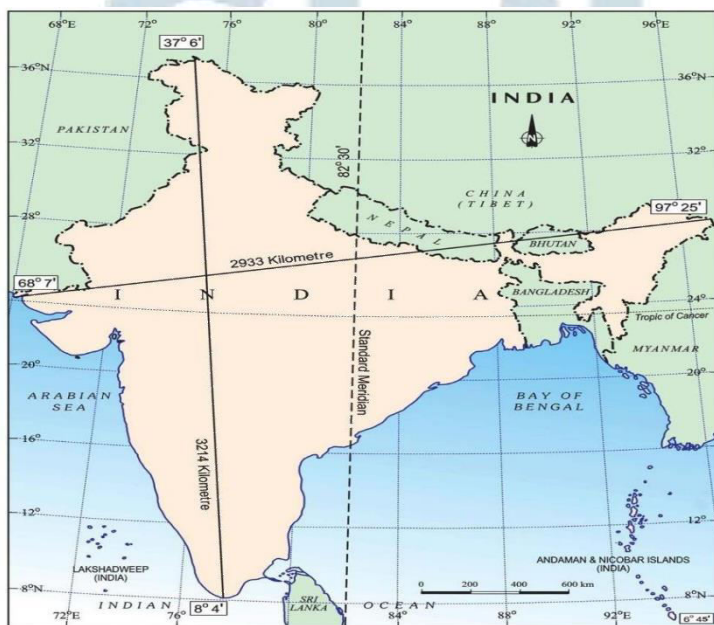 68°E
72°
76°
80°
84°
88°
92°
96°E
37° 6'
36°N
36°N
INDIA
N
PAKISTAN
32°
32°
82° 30'
CHINA
(TIBET)
28°
97° 25'
NEPAL
BHUTAN
2933 Kilometre
68° 7'
I N D I A
BANGLADESH
24°
Tropic of Cancer
Standard Meridian
MYANMAR
20°
20°
ARABIAN
SEA
BAY OF
BENGAL
16°
16°
3214 Kilometre
12°
12°
LAKSHADWEEP
(INDIA)
ANDAMAN & NICOBAR ISLANDS
(INDIA)
0 200 400 600 km
8°N
8°N
INDIAN OCEAN
8° 4'
SRI
LANKA
72°E
76°
80°
84°
88°
92°
96°E
6° 45'